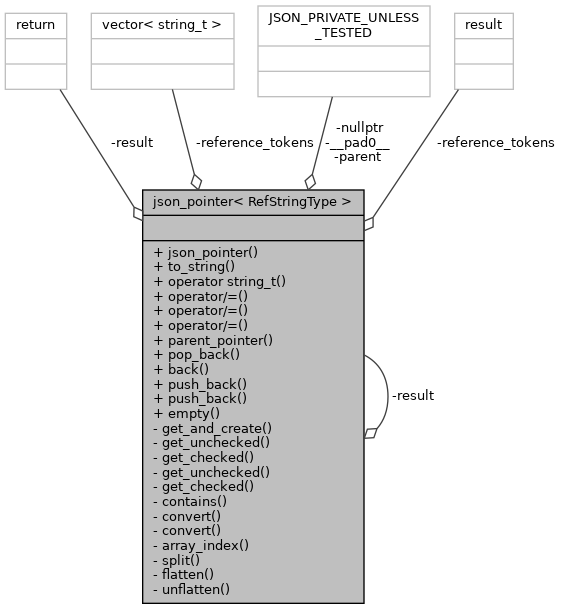 return
vector< string_t >
JSON_PRIVATE_UNLESS
_TESTED
result
-result
-reference_tokens
-nullptr
-__pad0__
-parent
-reference_tokens
json_pointer< RefStringType >
+ json_pointer()
+ to_string()
+ operator string_t()
+ operator/=()
+ operator/=()
+ operator/=()
+ parent_pointer()
+ pop_back()
+ back()
+ push_back()
+ push_back()
+ empty()
- get_and_create()
- get_unchecked()
- get_checked()
- get_unchecked()
- get_checked()
- contains()
- convert()
- convert()
- array_index()
- split()
- flatten()
- unflatten()
-result